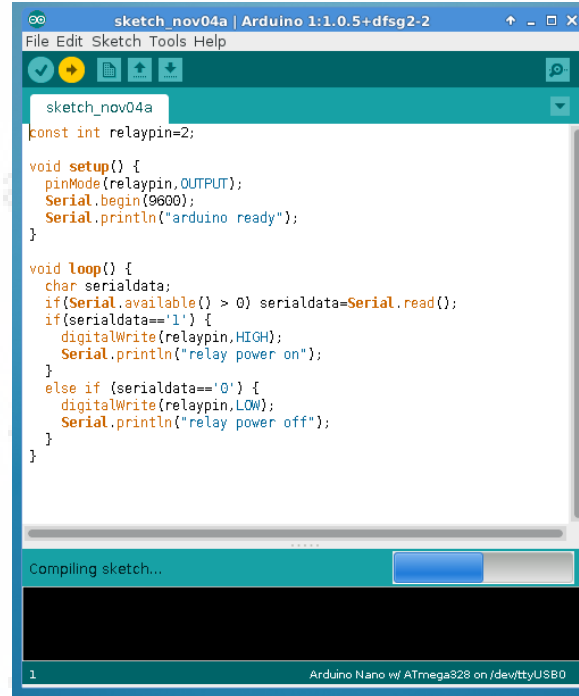 sketch_nov04a | Arduino 1:1.0.5+dfsg2-2
File Edit Sketch Tools Help
sketch_nov04a
const int relaypin=2;
void setup() {
  pinMode(relaypin,OUTPUT);
  Serial.begin(9600);
  Serial.println("arduino ready");
}
void loop() {
  char serialdata;
  if(Serial.available() > 0) serialdata=Serial.read();
  if(serialdata=='1') {
    digitalWrite(relaypin,HIGH);
    Serial.println("relay power on");
  }
  else if (serialdata=='0') {
    digitalWrite(relaypin,LOW);
    Serial.println("relay power off");
  }
}
Compiling sketch...
1 Arduino Nano w/ ATmega328 on /dev/ttyUSB0